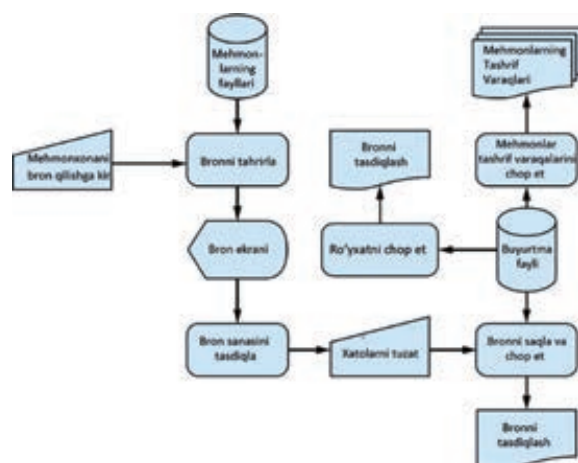 Mehmon-
larning
fayllari
Mehmonlarning
Tashrif
Varaqlari
Mehmonxonani
bron qilishga kir
Bronni tahrirla
Bronni
tasdiqlash
Mehmonlar
tashrif varaqalarini
chop et
Bron ekrani
Ro'yxatni chop et
Buyurtma
fayli
Bron sanasini
tasdiqla
Xatolarni tuzat
Bronni saqla va
chop et
Bronni
tasdiqlash